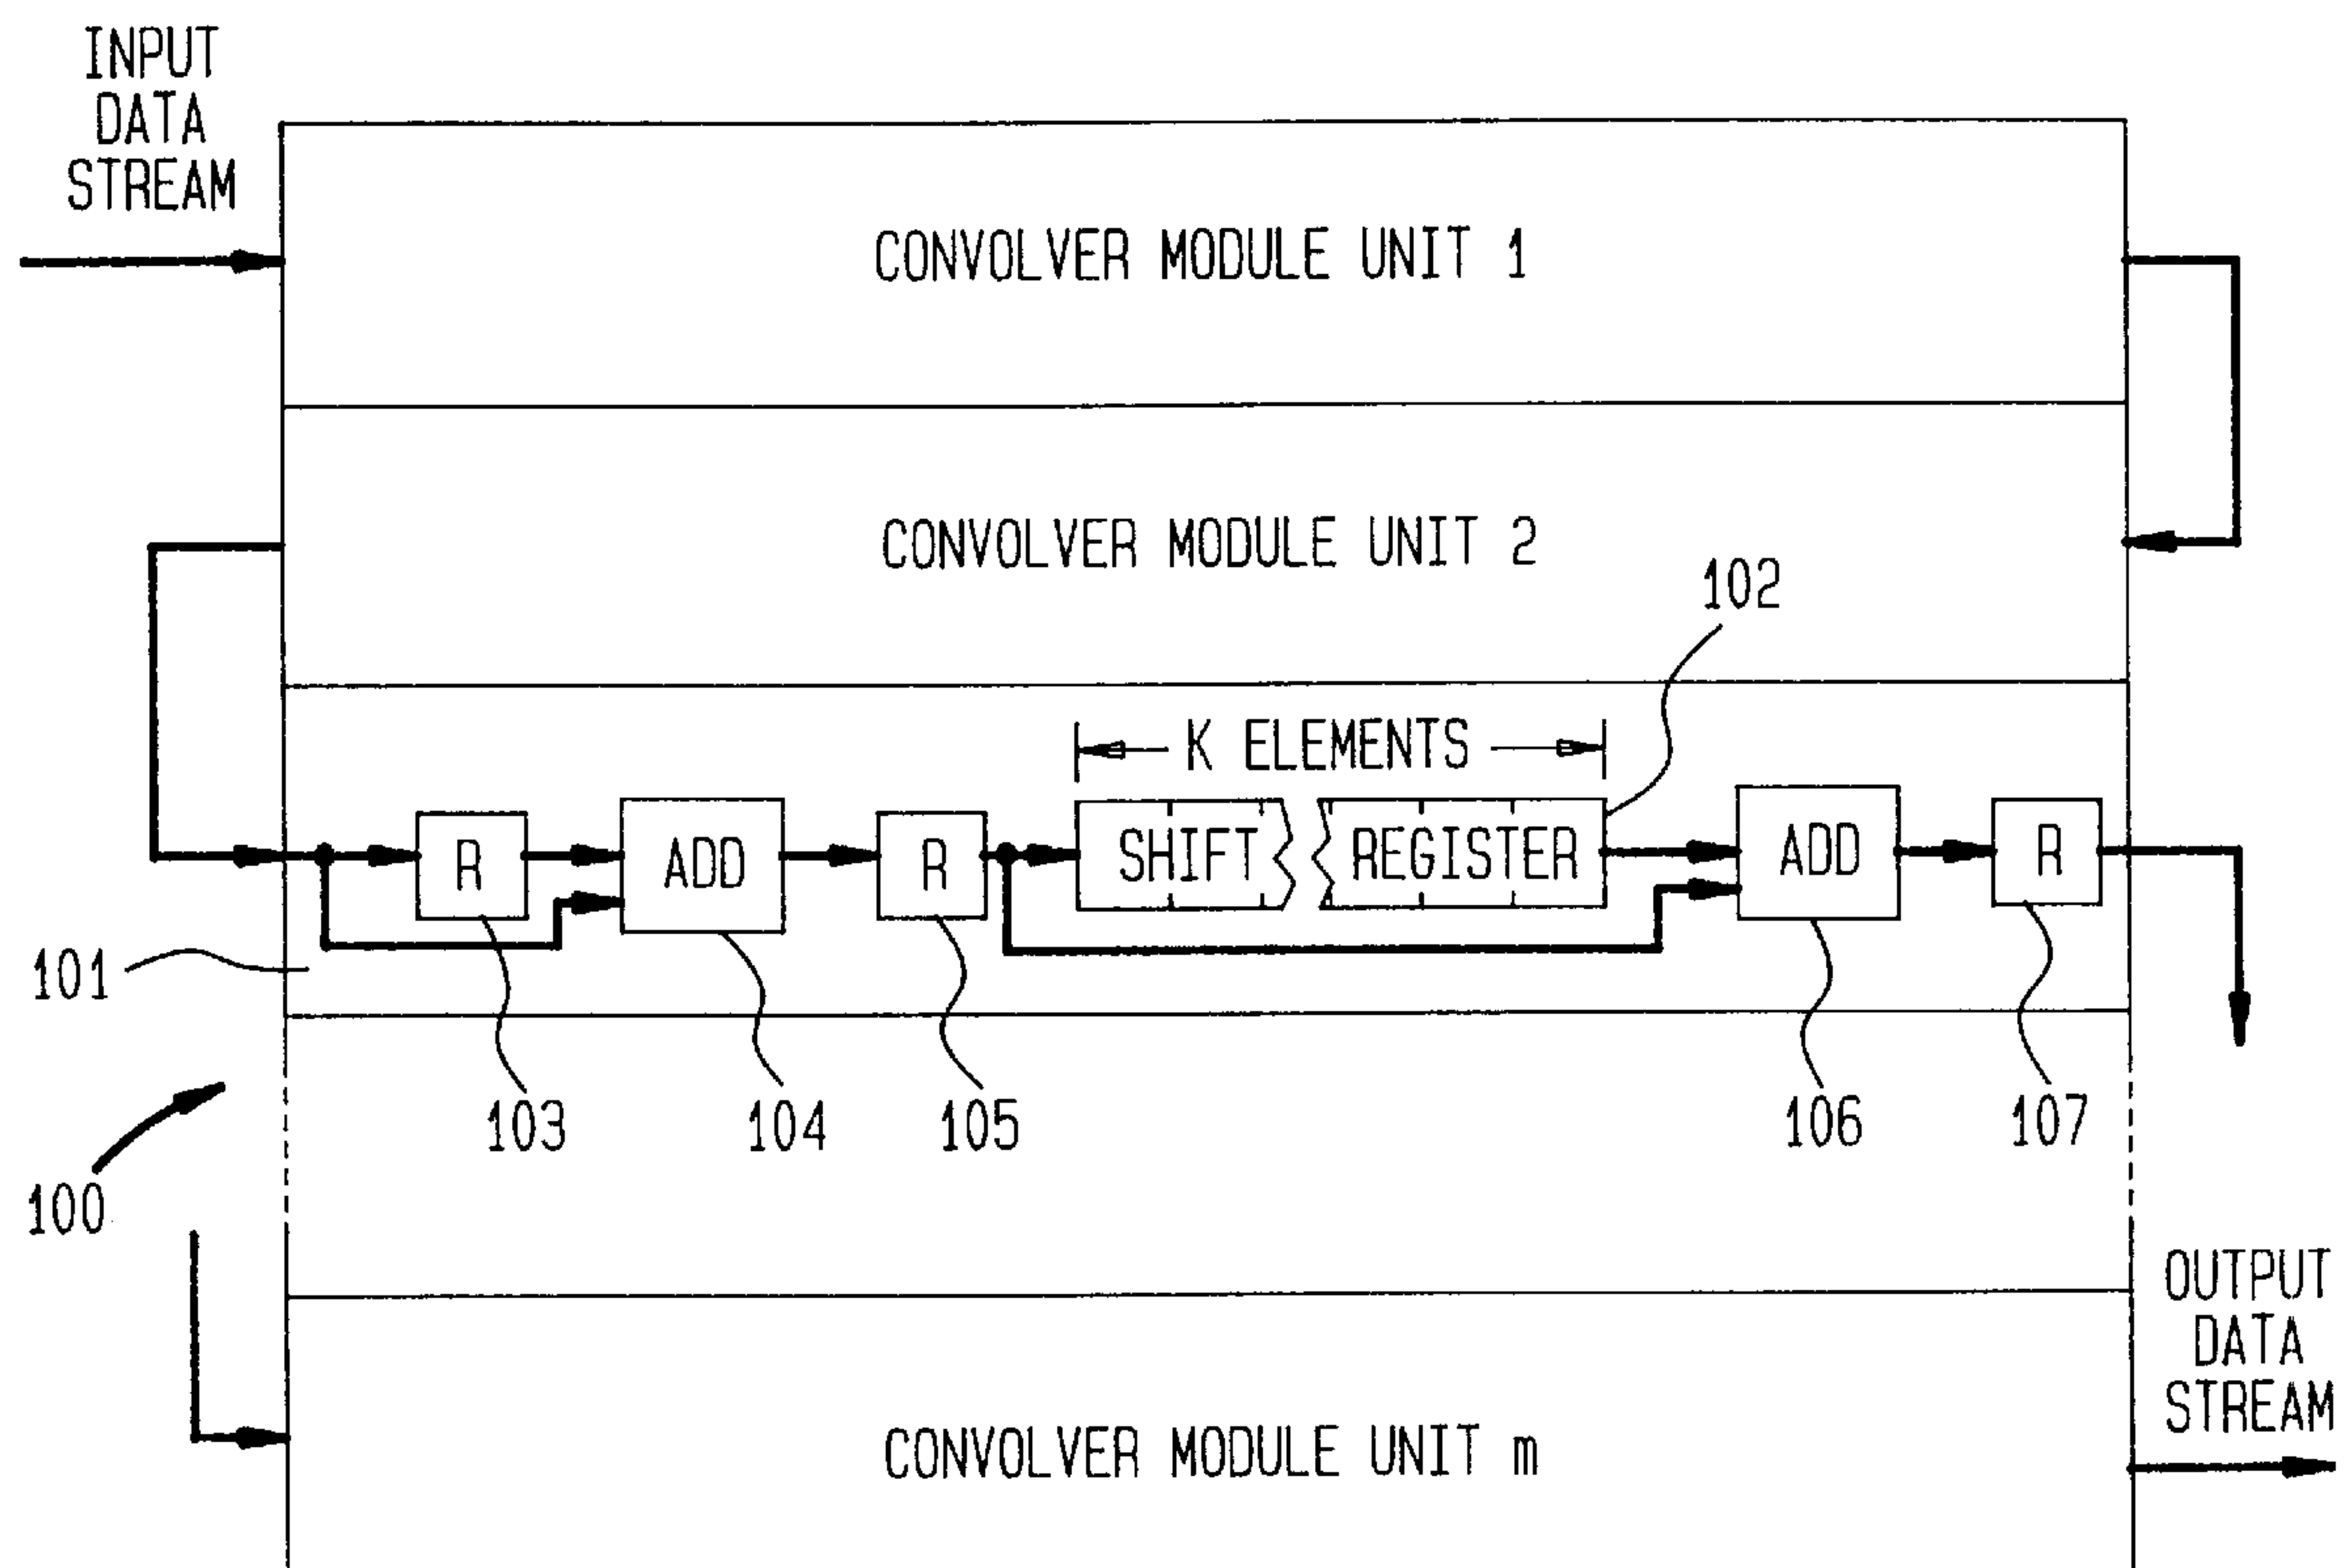 INPUT
DATA
STREAM
CONVOLVER MODULE UNIT 1
CONVOLVER MODULE UNIT 2
102
K ELEMENTS
R
ADD
R
SHIFT REGISTER
ADD
R
101
103
104
105
106
107
100
OUTPUT
DATA
STREAM
CONVOLVER MODULE UNIT m